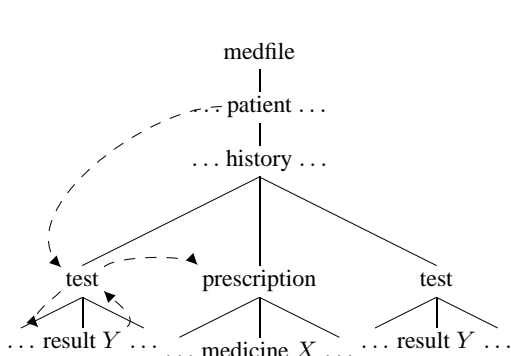 medfile
... patient ...
... history ...
test prescription test
... result Y ... ... medicine X ... ... result Y ...